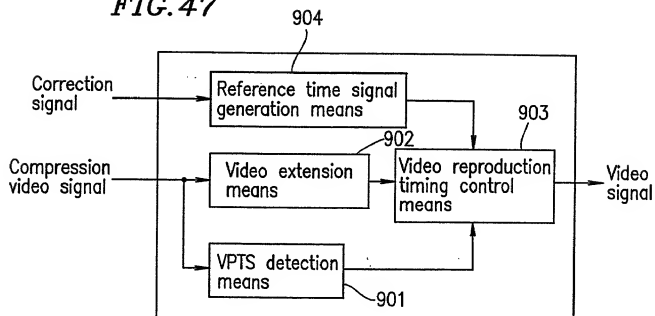 FIG. 47
904
Correction
signal
Reference time signal
generation means
903
902
Compression
video signal
Video extension
means
Video reproduction
timing control
means
Video
signal
VPTS detection
means
901